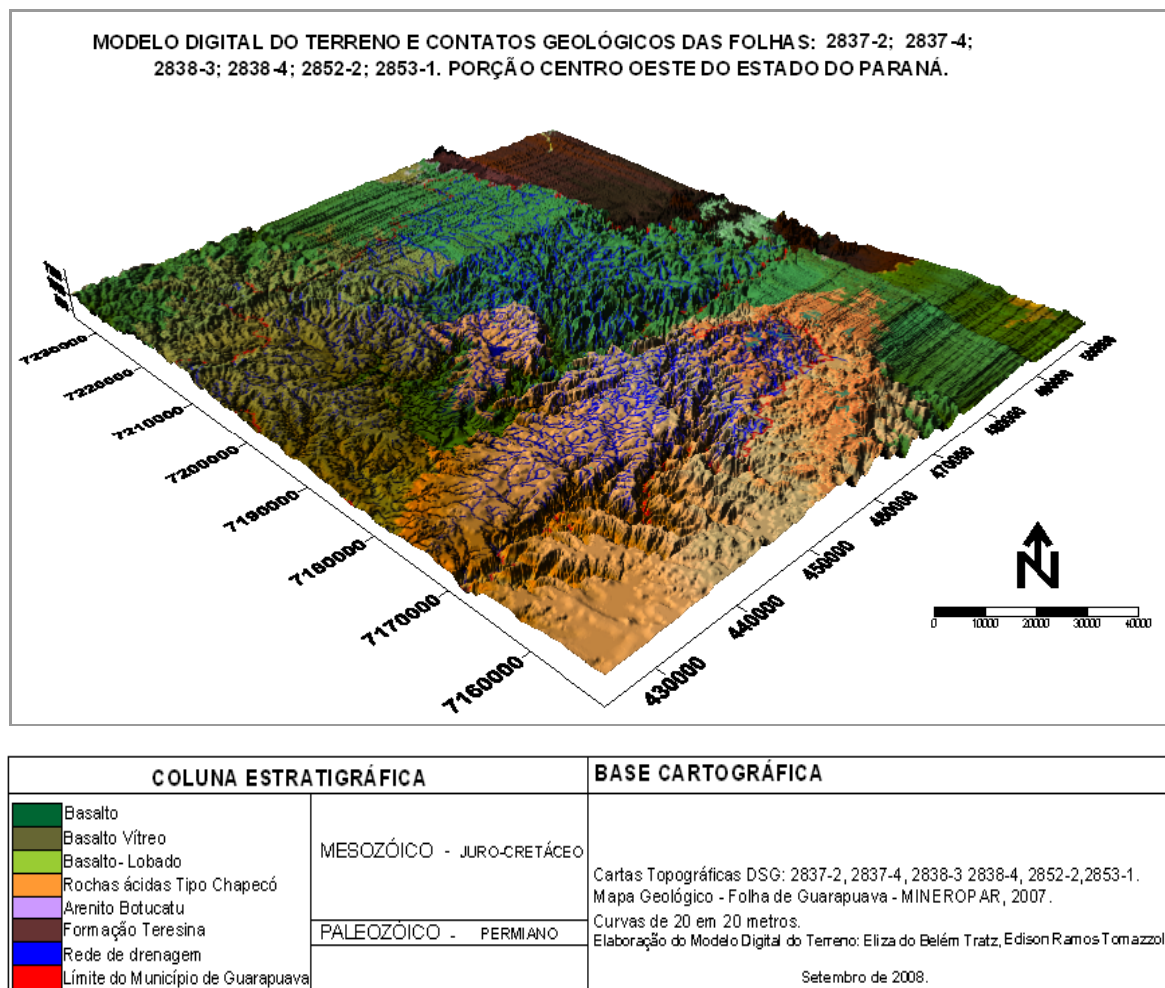 MODELO DIGITAL DO TERRENO E CONTATOS GEOLÓGICOS DAS FOLHAS: 2837-2; 2837-4;
2838-3; 2838-4; 2852-2; 2853-1. PORÇÃO CENTRO OESTE DO ESTADO DO PARANÁ.
7230000
7220000
7210000
7200000
7190000
7180000
7170000
7160000
430000
440000
450000
460000
470000
N
0 10000 20000 30000 40000
COLUNA ESTRATIGRÁFICA
Basalto
Basalto Vítreo
Basalto- Lobado
Rochas ácidas Tipo Chapecó
Arenito Botucatu
Formação Teresina
Rede de drenagem
Límite do Município de Guarapuava
MESOZÓICO - JURO-CRETÁCEO
PALEOZÓICO - PERMIANO
BASE CARTOGRÁFICA
Cartas Topográficas DSG: 2837-2, 2837-4, 2838-3 2838-4, 2852-2,2853-1.
Mapa Geológico - Folha de Guarapuava - MINEROPAR, 2007.
Curvas de 20 em 20 metros.
Elaboração do Modelo Digital do Terreno: Eliza do Belém Tratz, Edison Ramos Tomazzol
Setembro de 2008.